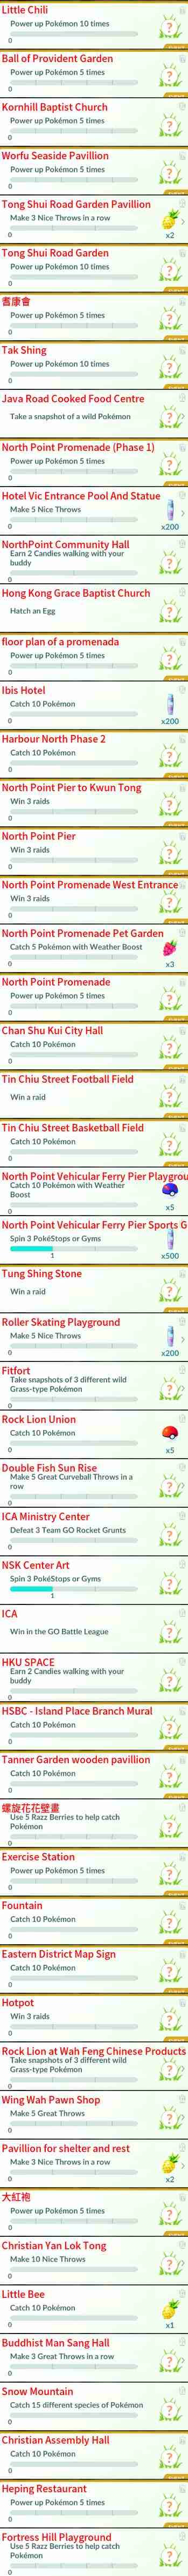 Little Chili
Power up Pokémon 10 times
0
Ball of Provident Garden
Power up Pokémon 5 times
0
Kornhill Baptist Church
Power up Pokémon 5 times
0
Worfu Seaside Pavillion
Power up Pokémon 5 times
0
Tong Shui Road Garden Pavillion
Make 3 Nice Throws in a row
0
x2
Tong Shui Road Garden
Power up Pokémon 10 times
0
耆康會
Power up Pokémon 5 times
0
Tak Shing
Power up Pokémon 10 times
0
Java Road Cooked Food Centre
Take a snapshot of a wild Pokémon
North Point Promenade (Phase 1)
Power up Pokémon 5 times
0
Hotel Vic Entrance Pool And Statue
Make 5 Nice Throws
0
x200
NorthPoint Community Hall
Earn 2 Candies walking with your
buddy
0
Hong Kong Grace Baptist Church
Hatch an Egg
floor plan of a promenada
Power up Pokémon 5 times
0
Ibis Hotel
Catch 10 Pokémon
0
x200
Harbour North Phase 2
Catch 10 Pokémon
0
North Point Pier to Kwun Tong
Win 3 raids
0
North Point Pier
Win 3 raids
0
North Point Promenade West Entrance
Win 3 raids
0
North Point Promenade Pet Garden
Catch 5 Pokémon with Weather Boost
0
x3
North Point Promenade
Power up Pokémon 5 times
0
Chan Shu Kui City Hall
Catch 10 Pokémon
0
Tin Chiu Street Football Field
Win a raid
Tin Chiu Street Basketball Field
Catch 10 Pokémon
0
North Point Vehicular Ferry Pier Playgrou
Catch 10 Pokémon with Weather
Boost
0
x5
North Point Vehicular Ferry Pier Sports G
Spin 3 PokéStops or Gyms
1
x500
Tung Shing Stone
Win a raid
Roller Skating Playground
Make 5 Nice Throws
0
x200
Fitfort
Take snapshots of 3 different wild
Grass-type Pokémon
0
Rock Lion Union
Catch 10 Pokémon
0
x5
Double Fish Sun Rise
Make 5 Great Curveball Throws in a
row
0
ICA Ministry Center
Defeat 3 Team GO Rocket Grunts
0
NSK Center Art
Spin 3 PokéStops or Gyms
1
ICA
Win in the GO Battle League
HKU SPACE
Earn 2 Candies walking with your
buddy
0
HSBC - Island Place Branch Mural
Catch 10 Pokémon
0
Tanner Garden wooden pavillion
Catch 10 Pokémon
0
螺旋花花壁畫
Use 5 Razz Berries to help catch
Pokémon
0
Exercise Station
Power up Pokémon 5 times
0
Fountain
Catch 10 Pokémon
0
Eastern District Map Sign
Catch 10 Pokémon
0
Hotpot
Win 3 raids
0
Rock Lion at Wah Feng Chinese Products
Take snapshots of 3 different wild
Grass-type Pokémon
0
Wing Wah Pawn Shop
Make 5 Great Throws
0
Pavillion for shelter and rest
Make 3 Nice Throws in a row
0
x2
大紅袍
Power up Pokémon 5 times
0
Christian Yan Lok Tong
Make 10 Nice Throws
0
Little Bee
Catch 10 Pokémon
0
x1
Buddhist Man Sang Hall
Make 3 Great Throws in a row
0
Snow Mountain
Catch 15 different species of Pokémon
0
Christian Assembly Hall
Catch 10 Pokémon
0
Heping Restaurant
Power up Pokémon 5 times
0
Fortress Hill Playground
Use 5 Razz Berries to help catch
Pokémon
0